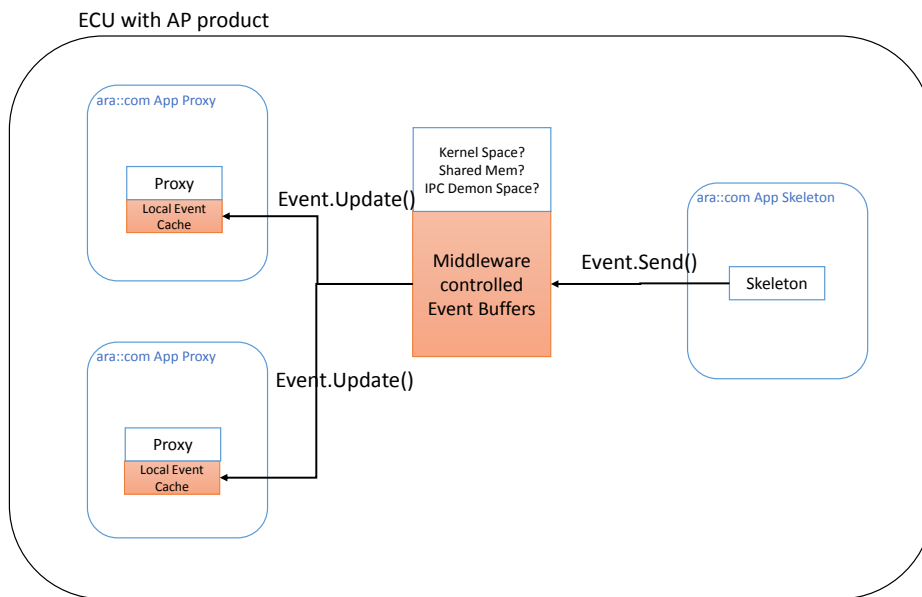 ECU with AP product
ara::com App Proxy
Proxy
Local Event
Cache
Event.Update()
Kernel Space?
Shared Mem?
IPC Demon Space?
Middleware
controlled
Event Buffers
Event.Send()
ara::com App Skeleton
Skeleton
ara::com App Proxy
Event.Update()
Proxy
Local Event
Cache